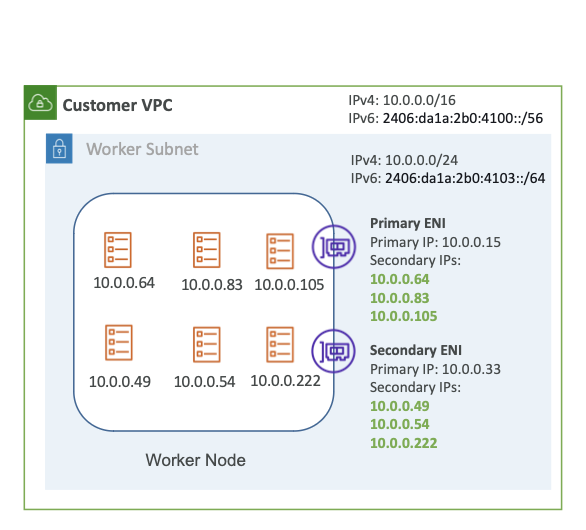 Customer VPC
IPv4: 10.0.0.0/16
IPv6: 2406:da1a:2b0:4100::/56
Worker Subnet
IPv4: 10.0.0.0/24
IPv6: 2406:da1a:2b0:4103::/64
10.0.0.64
10.0.0.83
10.0.0.105
Primary ENI
Primary IP: 10.0.0.15
Secondary IPs:
10.0.0.64
10.0.0.83
10.0.0.105
10.0.0.49
10.0.0.54
10.0.0.222
Secondary ENI
Primary IP: 10.0.0.33
Secondary IPs:
10.0.0.49
10.0.0.54
10.0.0.222
Worker Node